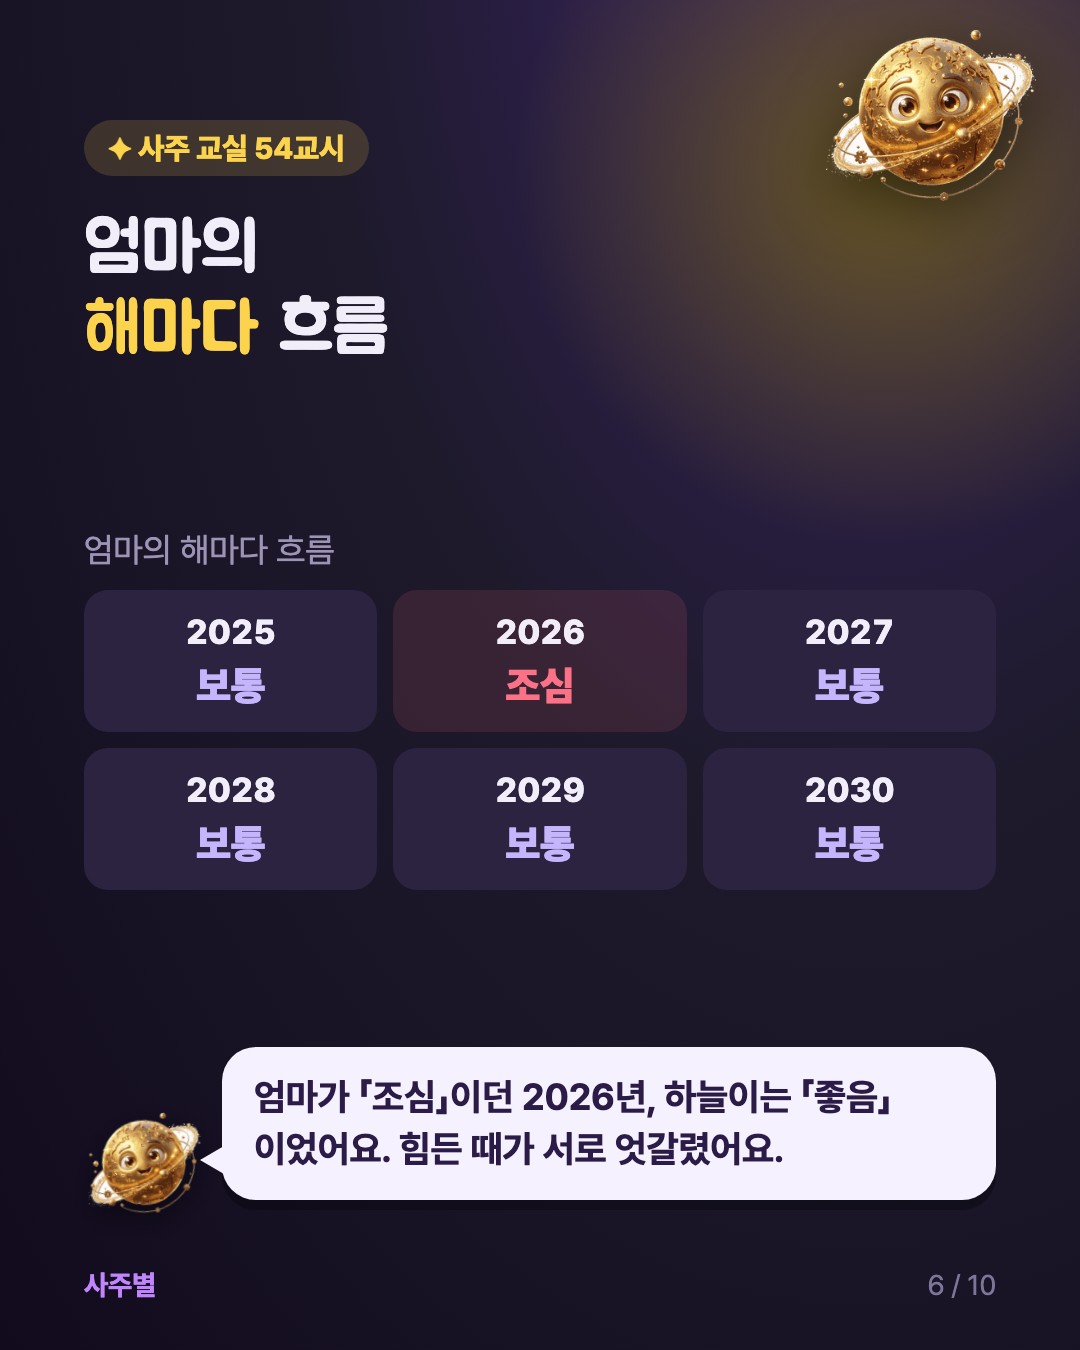 ✦ 사주 교실 54교시
엄마의
해마다 흐름
엄마의 해마다 흐름
2025
보통
2026
조심
2027
보통
2028
보통
2029
보통
2030
보통
엄마가 「조심」이던 2026년, 하늘이는 「좋음」
이었어요. 힘든 때가 서로 엇갈렸어요.
사주별
6 / 10